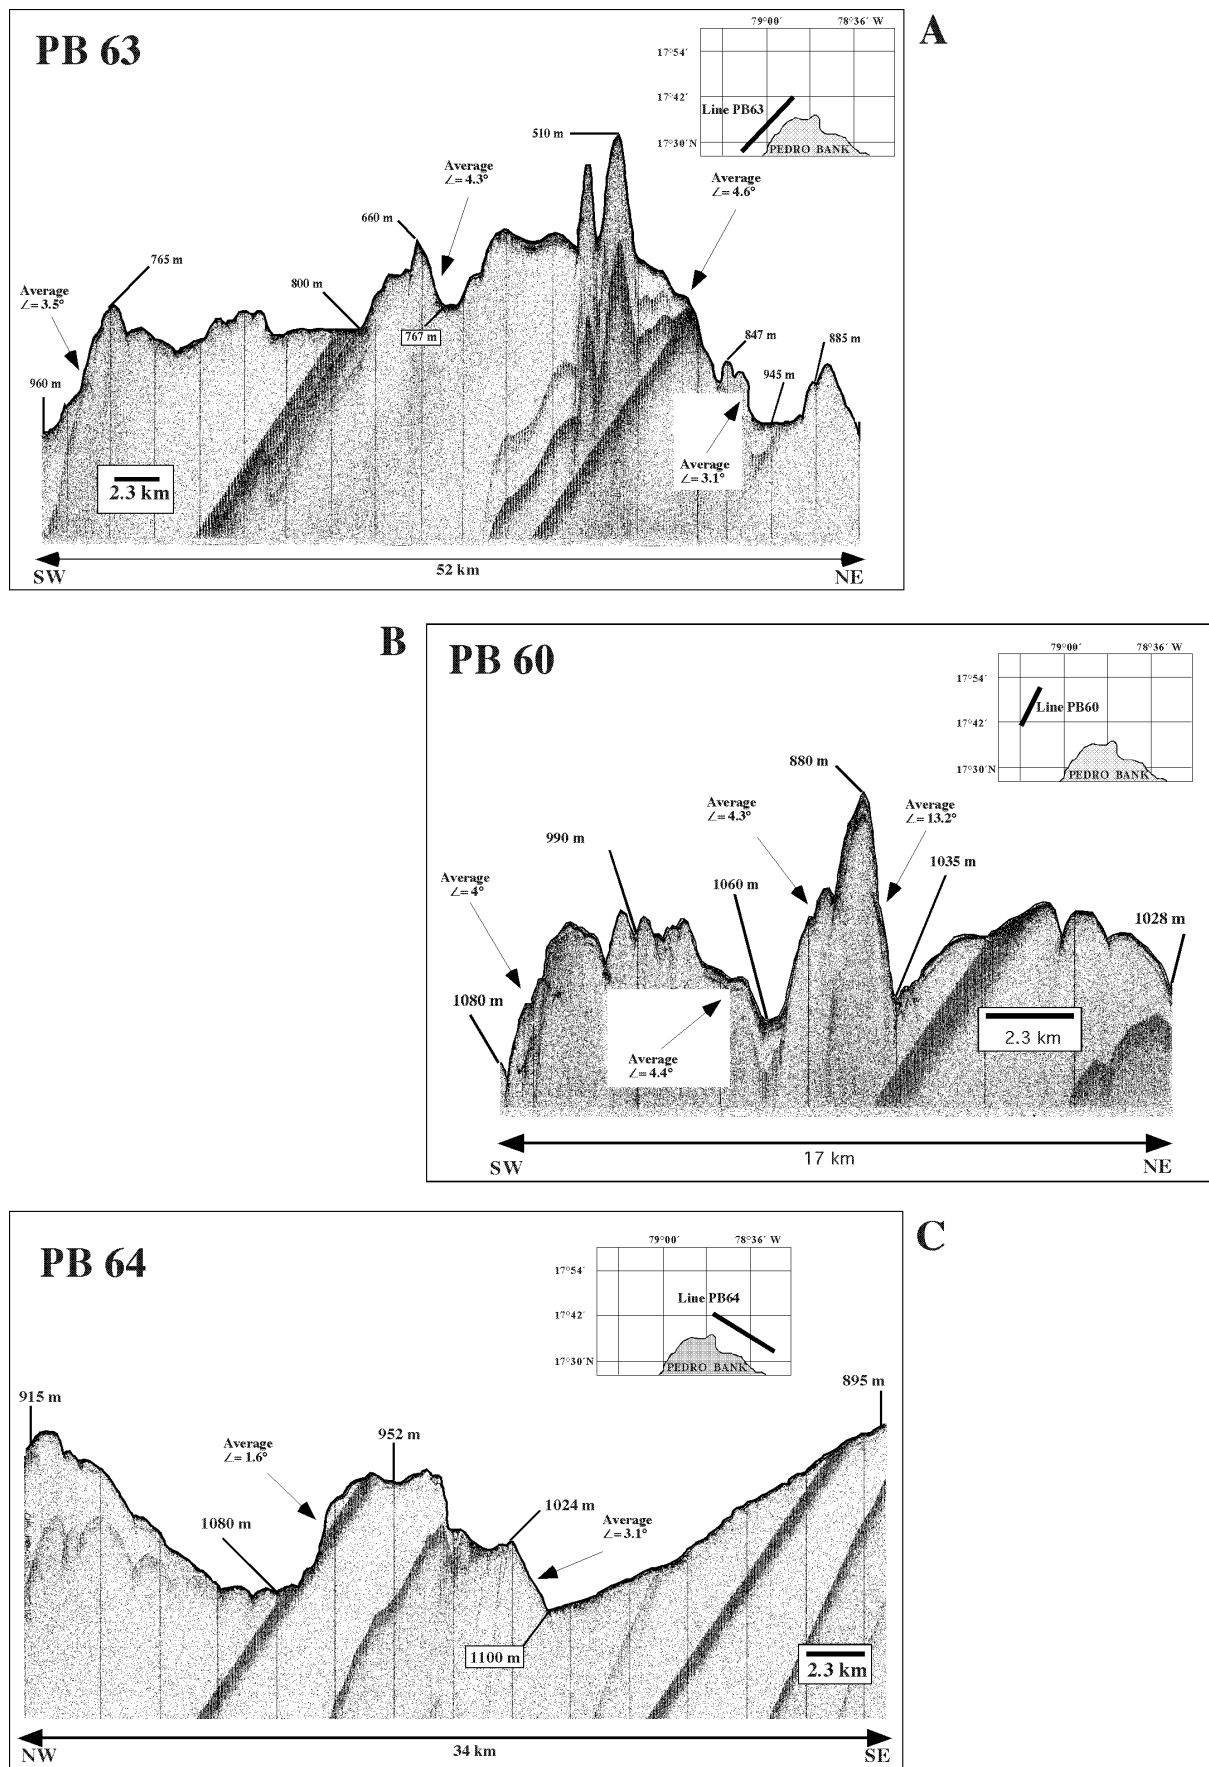 A
PB 63
79°00′ 78°36′ W
17°54′
17°42′
Line PB63
17°30′N
PEDRO BANK
510 m
Average
∠= 4.3°
Average
∠= 4.6°
660 m
765 m
800 m
Average
∠= 3.5°
767 m
847 m
885 m
960 m
945 m
Average
∠= 3.1°
2.3 km
52 km
SW
NE
B
PB 60
79°00′ 78°36′ W
17°54′
Line PB60
17°42′
17°30′N
PEDRO BANK
880 m
Average
∠= 4.3°
Average
∠= 13.2°
990 m
1035 m
Average
∠= 4°
1060 m
1028 m
1080 m
2.3 km
Average
∠= 4.4°
17 km
SW
NE
C
PB 64
79°00′ 78°36′ W
17°54′
Line PB64
17°42′
17°30′N
PEDRO BANK
915 m
895 m
952 m
Average
∠= 1.6°
1024 m
1080 m
Average
∠= 3.1°
1100 m
2.3 km
34 km
NW
SE